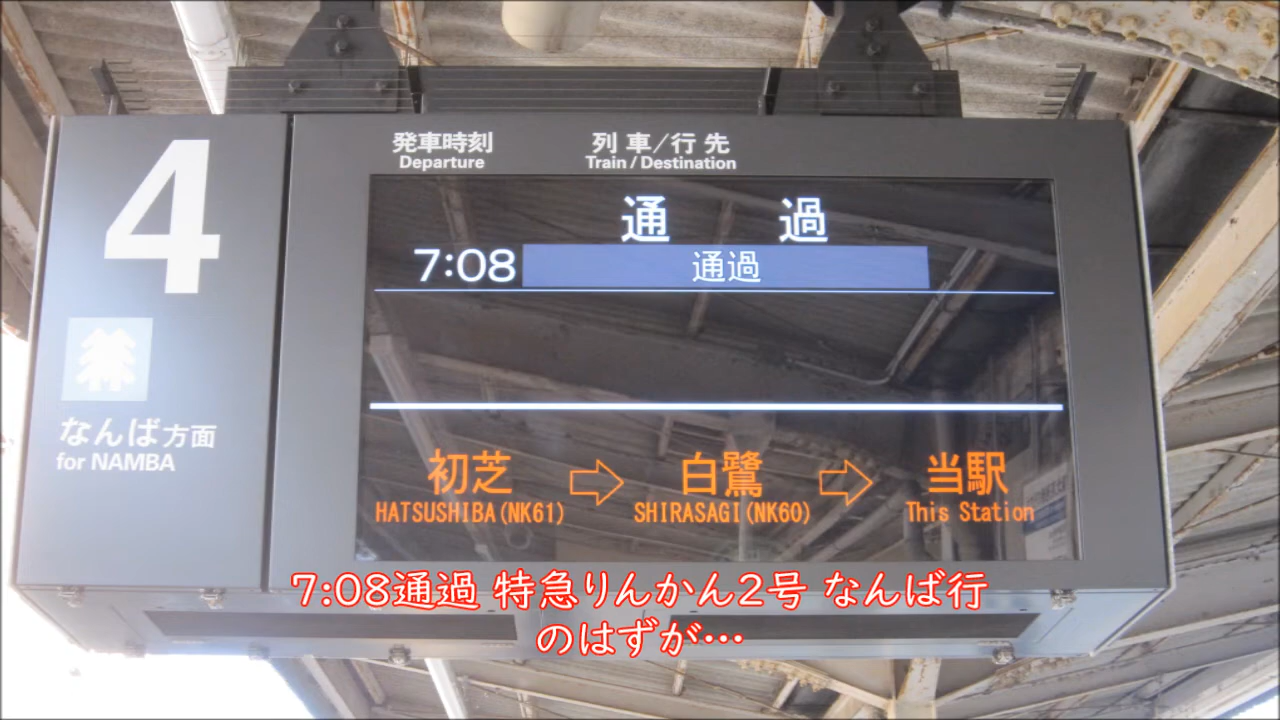 4
なんば方面
for NAMBA
発車時刻
Departure
列車/行先
Train / Destination
通 過
7:08 通過
初芝 ⇨ 白鷺 ⇨ 当駅
HATSUSHIBA(NK61) SHIRASAGI(NK60) This Station
7:08通過 特急りんかん2号 なんば行
のはずが…